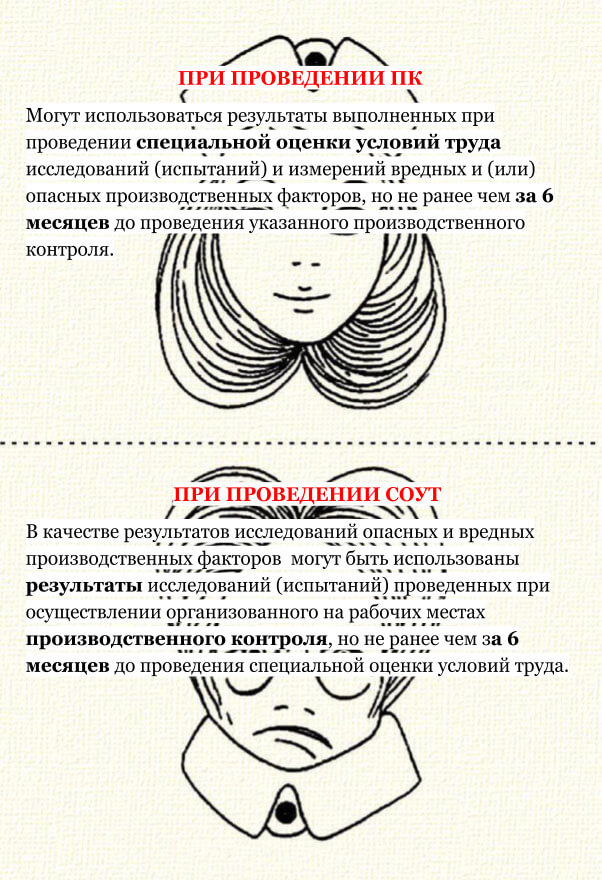 ПРИ ПРОВЕДЕНИИ ПК
Могут использоваться результаты выполненных при
проведении специальной оценки условий труда
исследований (испытаний) и измерений вредных и (или)
опасных производственных факторов, но не ранее чем за 6
месяцев до проведения указанного производственного
контроля.
ПРИ ПРОВЕДЕНИИ СОУТ
В качестве результатов исследований опасных и вредных
производственных факторов  могут быть использованы
результаты исследований (испытаний) проведенных при
осуществлении организованного на рабочих местах
производственного контроля, но не ранее чем за 6
месяцев до проведения специальной оценки условий труда.